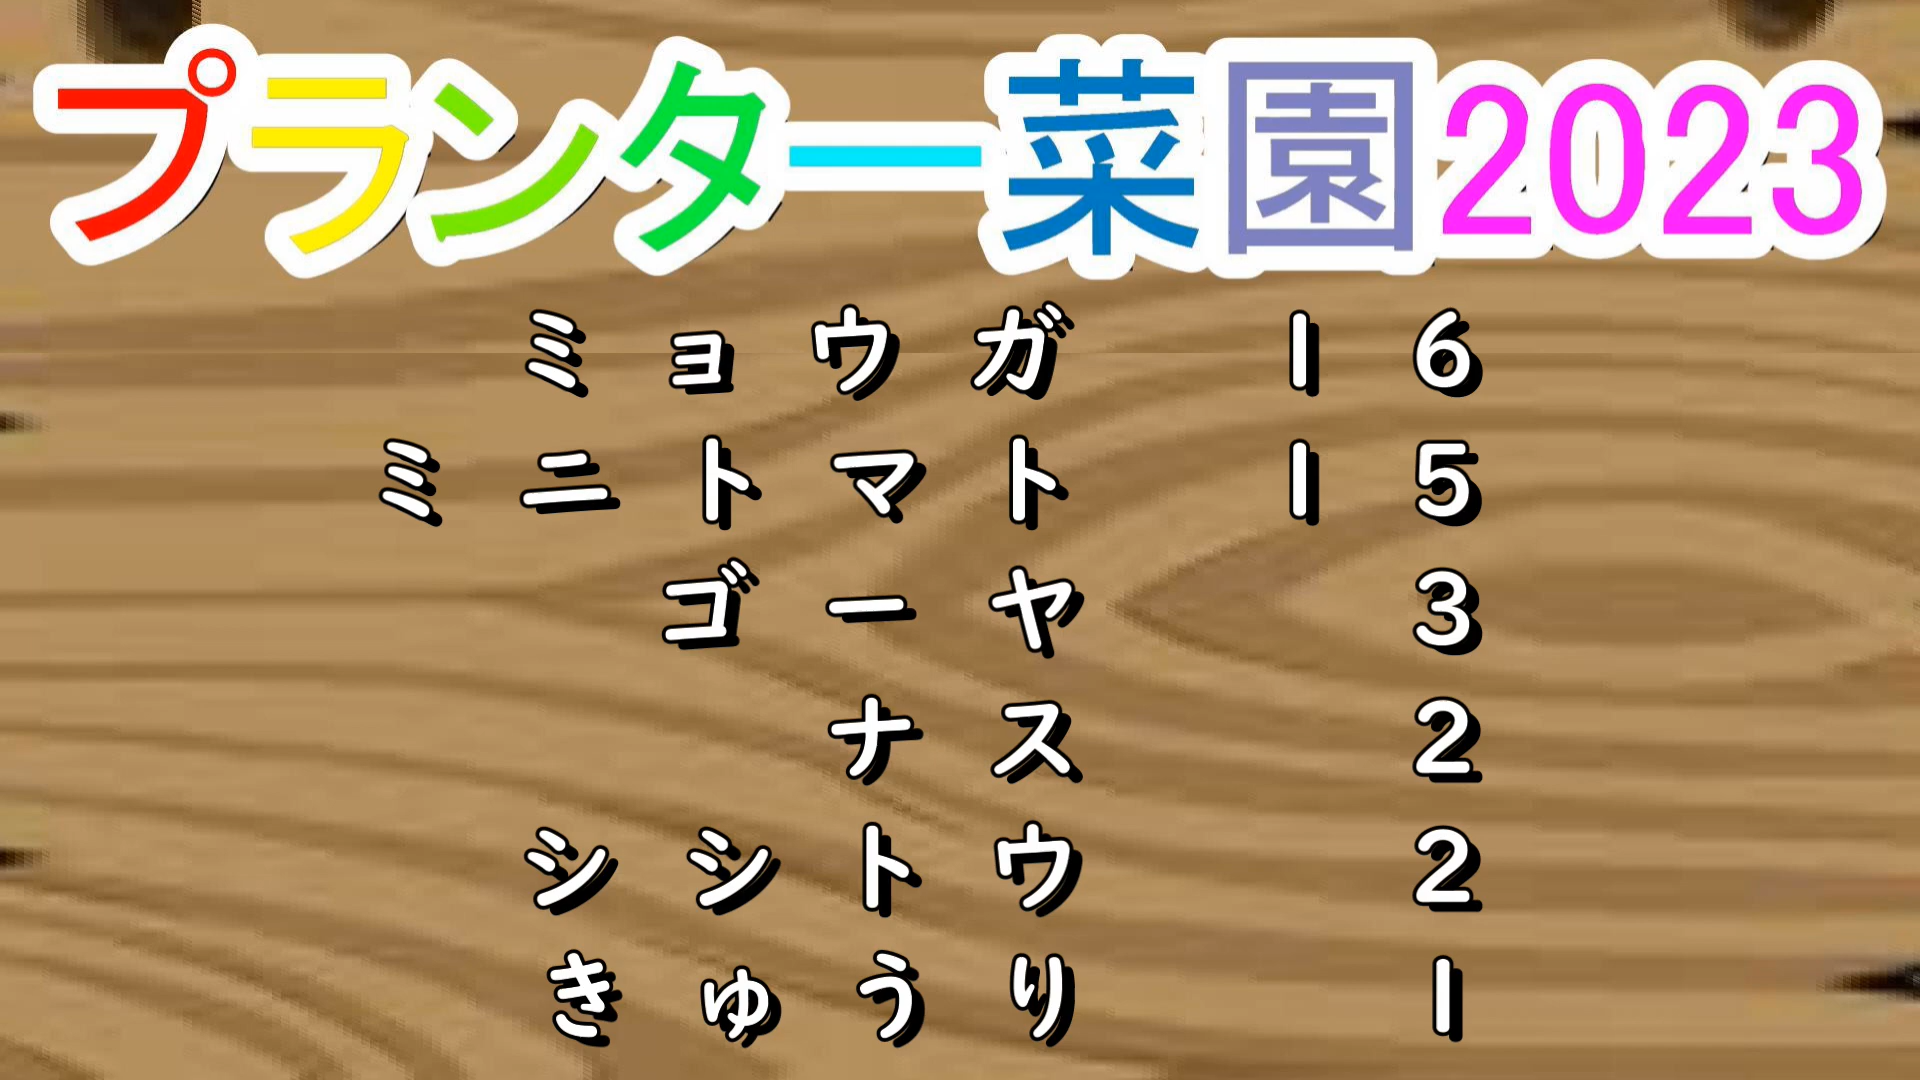 プランター菜園2023
ミョウガ 16
ミニトマト 15
ゴーヤ 3
ナス 2
シシトウ 2
きゅうり 1